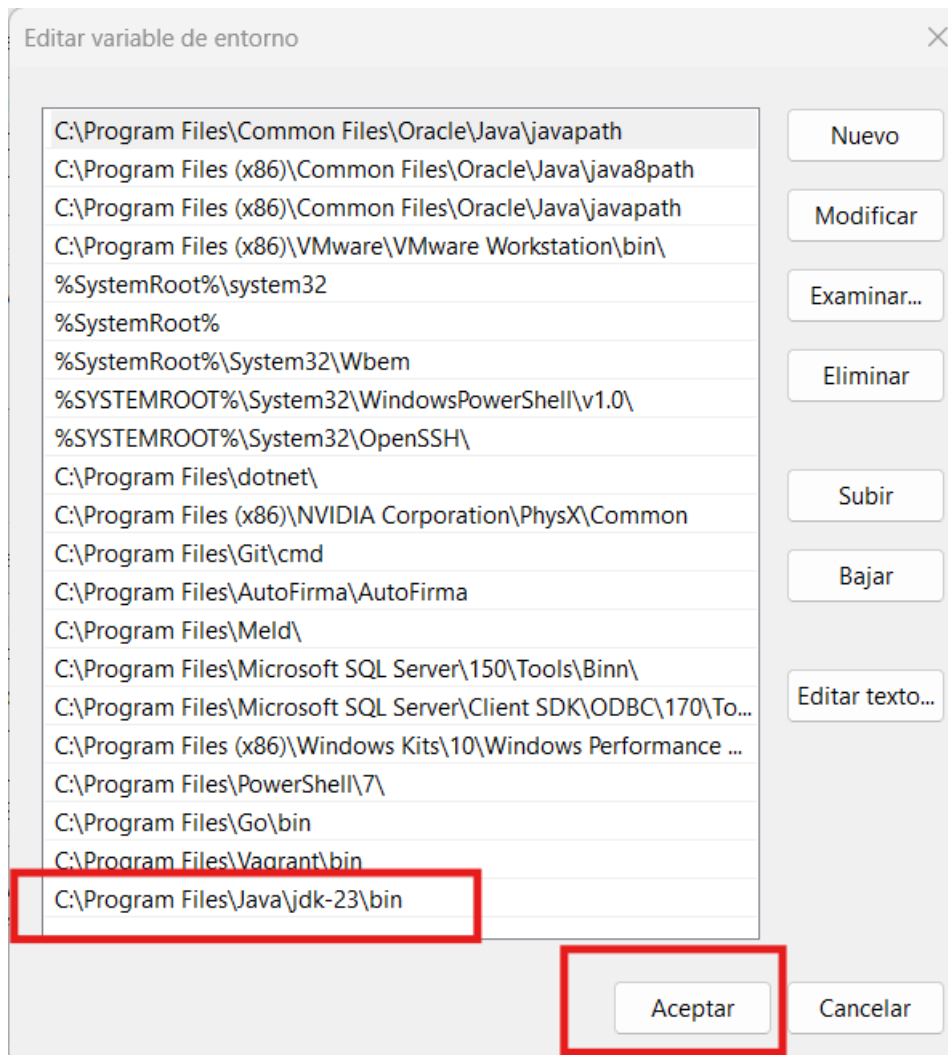 Editar variable de entorno
C:\Program Files\Common Files\Oracle\Java\javapath
C:\Program Files (x86)\Common Files\Oracle\Java\java8path
C:\Program Files (x86)\Common Files\Oracle\Java\javapath
C:\Program Files (x86)\VMware\VMware Workstation\bin\
%SystemRoot%\system32
%SystemRoot%
%SystemRoot%\System32\Wbem
%SYSTEMROOT%\System32\WindowsPowerShell\v1.0\
%SYSTEMROOT%\System32\OpenSSH\
C:\Program Files\dotnet\
C:\Program Files (x86)\NVIDIA Corporation\PhysX\Common
C:\Program Files\Git\cmd
C:\Program Files\AutoFirma\AutoFirma
C:\Program Files\Meld\
C:\Program Files\Microsoft SQL Server\150\Tools\Binn\
C:\Program Files\Microsoft SQL Server\Client SDK\ODBC\170\To...
C:\Program Files (x86)\Windows Kits\10\Windows Performance ...
C:\Program Files\PowerShell\7\
C:\Program Files\Go\bin
C:\Program Files\Vagrant\bin
C:\Program Files\Java\jdk-23\bin
Nuevo
Modificar
Examinar...
Eliminar
Subir
Bajar
Editar texto...
Aceptar
Cancelar